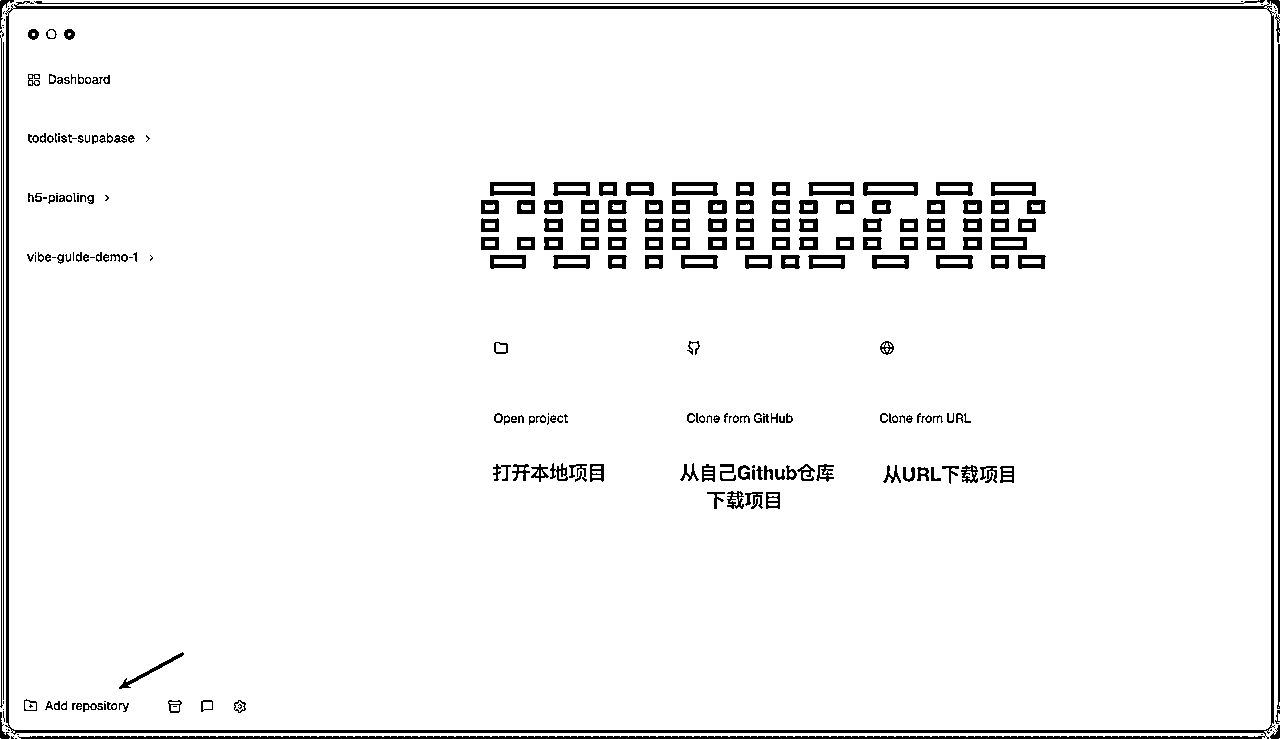 Dashboard
todolist-supabase
h5-piaoling
vibe-guide-demo-1
CONDUCTOR
Open project
Clone from GitHub
Clone from URL
打开本地项目
从自己Github仓库
下载项目
从URL下载项目
Add repository